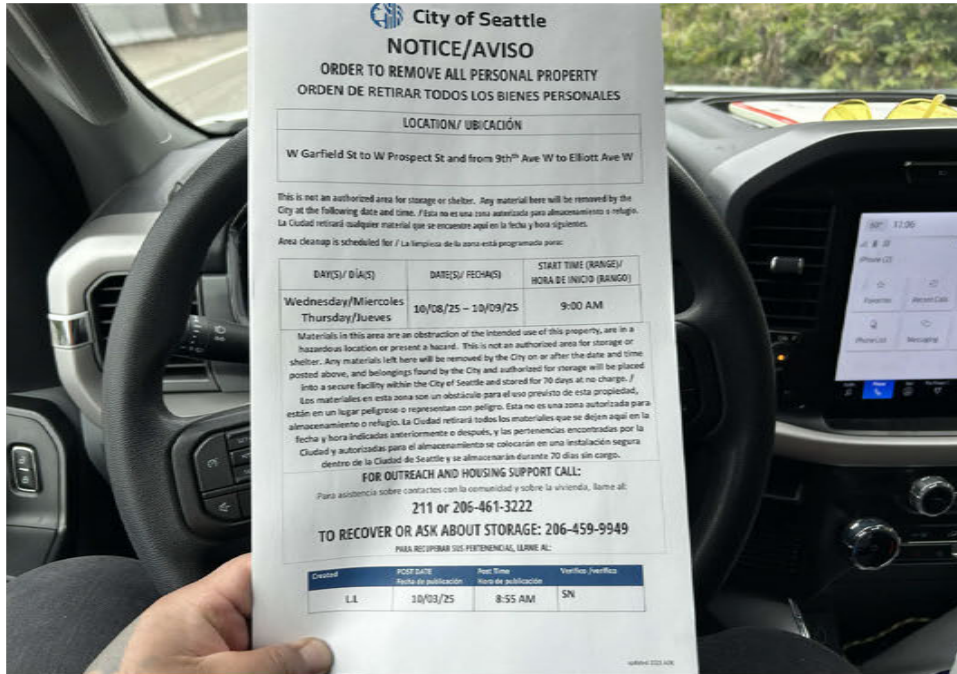 City of Seattle
NOTICE/AVISO
ORDER TO REMOVE ALL PERSONAL PROPERTY
ORDEN DE RETIRAR TODOS LOS BIENES PERSONALES
LOCATION/ UBICACIÓN
W Garfield St to W Prospect St and from 9thth Ave W to Elliott Ave W
This is not an authorized area for storage or shelter. Any material here will be removed by the
City at the following date and time. / Esta no es una zona autorizada para almacenamiento o refugio.
La Ciudad retirará cualquier material que se encuentre aquí en la fecha y hora siguientes.
Area cleanup is scheduled for / La limpieza de la zona está programada para:
DAY(S)/ DÍA(S) DATE(S)/ FECHA(S) START TIME (RANGE)/
HORA DE INICIO (RANGO)
Wednesday/Miercoles
Thursday/Jueves 10/08/25 – 10/09/25 9:00 AM
Materials in this area are an obstruction of the intended use of this property, are in a
hazardous location or present a hazard. This is not an authorized area for storage or
shelter. Any materials left here will be removed by the City on or after the date and time
posted above, and belongings found by the City and authorized for storage will be placed
into a secure facility within the City of Seattle and stored for 70 days at no charge. /
Los materiales en esta zona son un obstáculo para el uso previsto de esta propiedad,
están en un lugar peligroso o representan con peligro. Esta no es una zona autorizada para
almacenamiento o refugio. La Ciudad retirará todos los materiales que se dejen aquí en la
fecha y hora indicadas anteriormente o después, y las pertenencias encontradas por la
Ciudad y autorizadas para el almacenamiento se colocarán en una instalación segura
dentro de la Ciudad de Seattle y se almacenarán durante 70 días sin cargo.
FOR OUTREACH AND HOUSING SUPPORT CALL:
Para asistencia sobre contactos con la comunidad y sobre la vivienda, llame al:
211 or 206-461-3222
TO RECOVER OR ASK ABOUT STORAGE: 206-459-9949
PARA RECUPERAR SUS PERTENENCIAS, LLAME AL:
Created POST DATE Post Time Verifico /verifica
Fecha de publicación Hora de publicación
LL 10/03/25 8:55 AM SN
60° 12:06
iPhone (2)
Favorites Recent Calls
Phone List Messaging
Phone